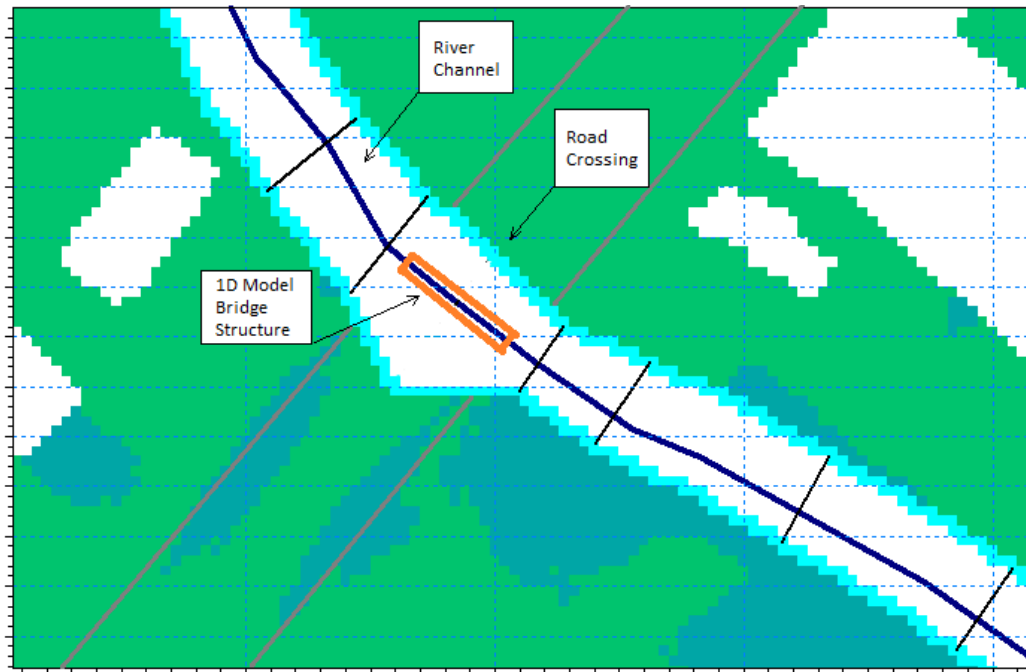 River
Channel
Road
Crossing
1D Model
Bridge
Structure